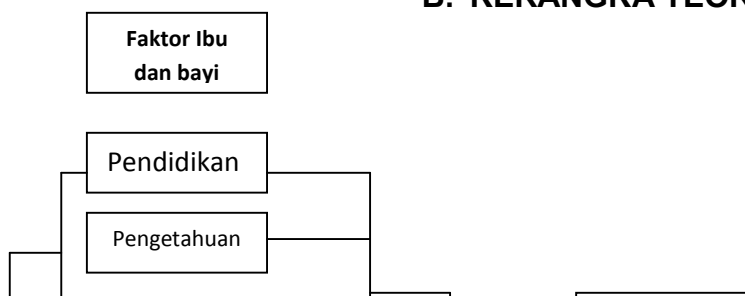 B. KERANGKA TEOR
Faktor Ibu
dan bayi
Pendidikan
Pengetahuan